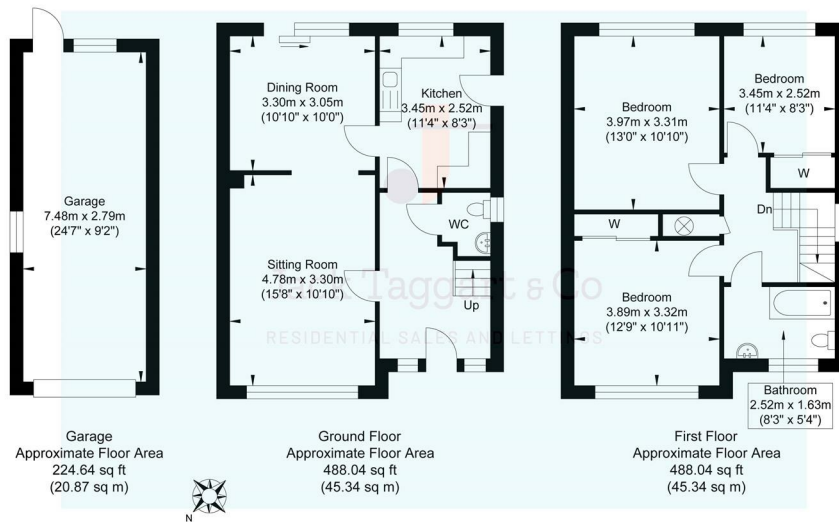 Garage
7.48m x 2.79m
(24'7" x 9'2")
Garage
Approximate Floor Area
224.64 sq ft
(20.87 sq m)
N
Dining Room
3.30m x 3.05m
(10'10" x 10'0")
Kitchen
3.45m x 2.52m
(11'4" x 8'3")
WC
Sitting Room
4.78m x 3.30m
(15'8" x 10'10")
Up
Ground Floor
Approximate Floor Area
488.04 sq ft
(45.34 sq m)
Bedroom
3.97m x 3.31m
(13'0" x 10'10")
Bedroom
3.45m x 2.52m
(11'4" x 8'3")
W
Dn
W
Bedroom
3.89m x 3.32m
(12'9" x 10'11")
Bathroom
2.52m x 1.63m
(8'3" x 5'4")
First Floor
Approximate Floor Area
488.04 sq ft
(45.34 sq m)
Taggart & Co
RESIDENTIAL SALES AND LETTINGS